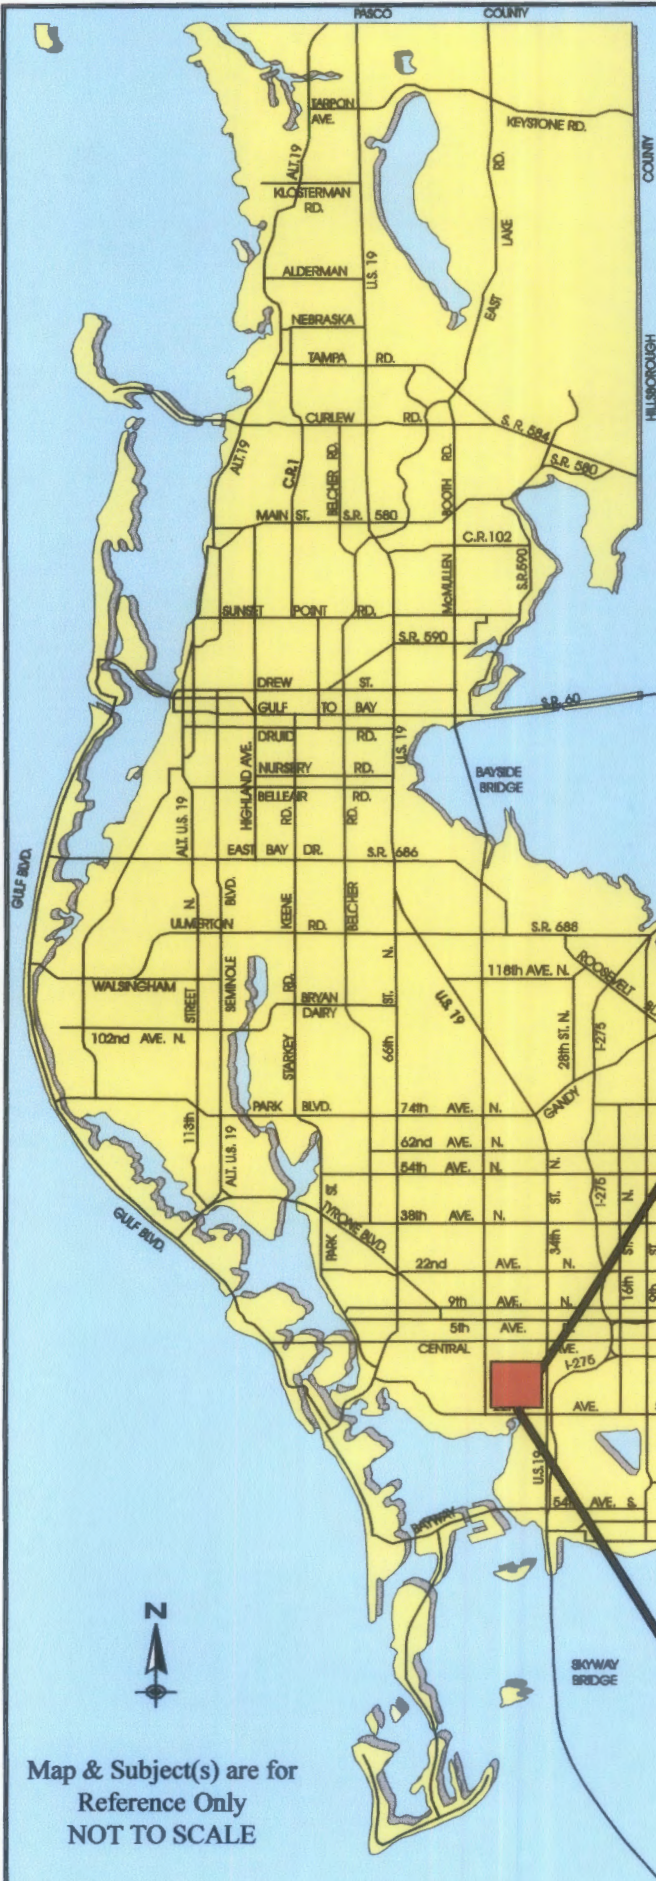 PASCO COUNTY
TARPON
AVE.
KEYSTONE RD.
COUNTY
HILLSBOROUGH
ALT.19
KLOSTERMAN
RD.
U.S. 19
EAST LAKE RD.
ALDERMAN
NEBRASKA
TAMPA RD.
CURLEW RD.
S. R. 584
S.R. 580
ALT.19
C.R.1
BELCHER RD.
McMULLEN BOOTH RD.
MAIN ST. S.R. 580
C.R.102
S.R.590
SUNSET POINT RD.
S.R. 590
DREW ST.
GULF TO BAY
S.R. 60
DRUID RD.
U.S. 19
NURSERY RD.
BELLEAIR RD.
HIGHLAND AVE.
BAYSIDE
BRIDGE
ALT. U.S. 19
EAST BAY DR. S.R. 686
GULF BLVD.
KEENE RD.
BELCHER RD.
ULMERTON RD.
S.R. 688
SEMINOLE BLVD.
WALSINGHAM
118th AVE. N.
ROOSEVELT
U.S. 19
BRYAN
DAIRY
STARKEY RD.
102nd AVE. N.
113th STREET N.
66th ST. N.
28th ST. N.
I-275
GANDY
PARK BLVD.
74th AVE. N.
62nd AVE. N.
54th AVE. N.
ALT. U.S. 19
38th AVE. N.
TYRONE BLVD.
PARK ST.
34th ST. N.
I-275
16th ST. N.
GULF BLVD.
22nd AVE. N.
9th AVE. N.
5th AVE.
CENTRAL AVE.
I-275
AVE.
U.S.19
54th AVE. S.
BAYWAY
SKYWAY
BRIDGE
N
Map & Subject(s) are for
Reference Only
NOT TO SCALE